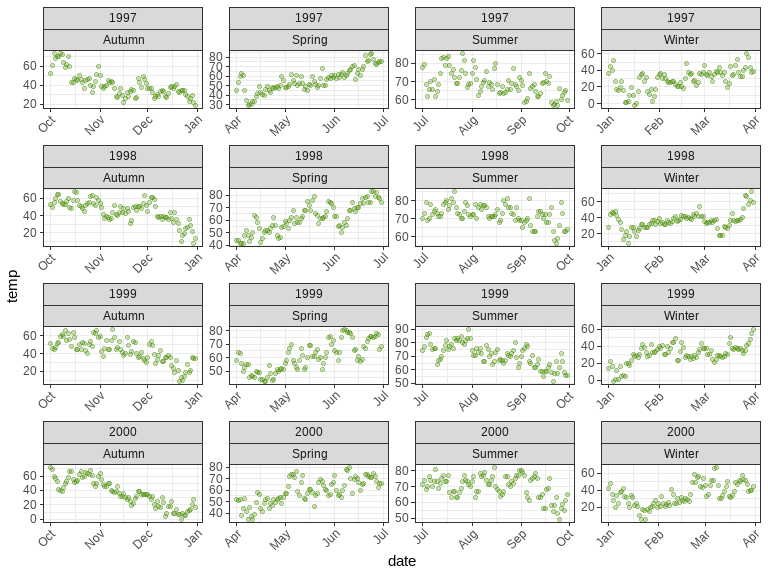 1997 1997 1997 1997
Autumn Spring Summer Winter
60 40 20
80 70 60 50 40 30
80 70 60
60 40 20 0
Oct Nov Dec Jan Apr May Jun Jul Jul Aug Sep Oct Jan Feb Mar Apr
1998 1998 1998 1998
Autumn Spring Summer Winter
60 40 20
80 70 60 50 40
80 70 60
60 40 20
Oct Nov Dec Jan Apr May Jun Jul Jul Aug Sep Oct Jan Feb Mar Apr
temp
1999 1999 1999 1999
Autumn Spring Summer Winter
60 40 20
80 70 60 50
90 80 70 60 50
60 40 20 0
Oct Nov Dec Jan Apr May Jun Jul Jul Aug Sep Oct Jan Feb Mar Apr
2000 2000 2000 2000
Autumn Spring Summer Winter
60 40 20 0
80 70 60 50 40
80 70 60 50
60 40 20
Oct Nov Dec Jan Apr May Jun Jul Jul Aug Sep Oct Jan Feb Mar Apr
date